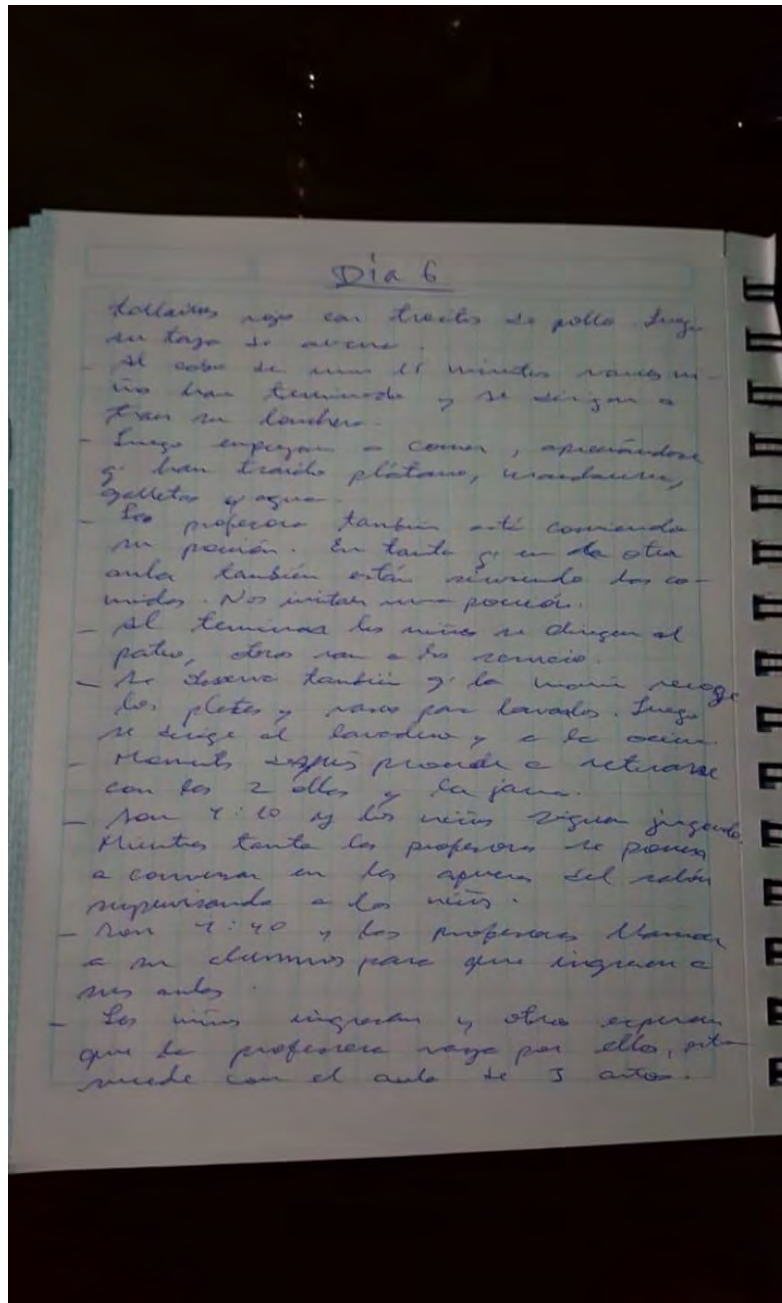 Día 6
tallarines rojo con trocitos de pollo. Luego
su taza de avena.
- Al cabo de unos 15 minutos varios ni-
ños han terminado y se dirigen a
traer su lonchera.
- Luego empiezan a comer, apreciándose
q' han traído plátano, mandarina,
galletas y agua.
- Las profesora también está comiendo
su porción. En tanto q' en la otra
aula también están sirviendo las co-
midas. Nos invitan una porción.
- Al terminar los niños se dirigen al
patio, otros van a los servicio.
- Se observa también q' la mamá recoge
los platos y vasos para lavarlos. Luego
se dirige al lavadero y a la cocina.
- Momentos después procede a retirarse
con las 2 ollas y la jarra.
- Son 4:20 y los niños siguen jugando.
Mientras tanto las profesoras se ponen
a conversar en las afueras del salón
supervisando a los niños.
- Son 4:40 y las profesoras llaman
a su alumnos para que ingresen a
sus aulas.
- Los niños ingresan y otros esperan
que la profesora vaya por ellos, esto
sucede con el aula de 3 años.